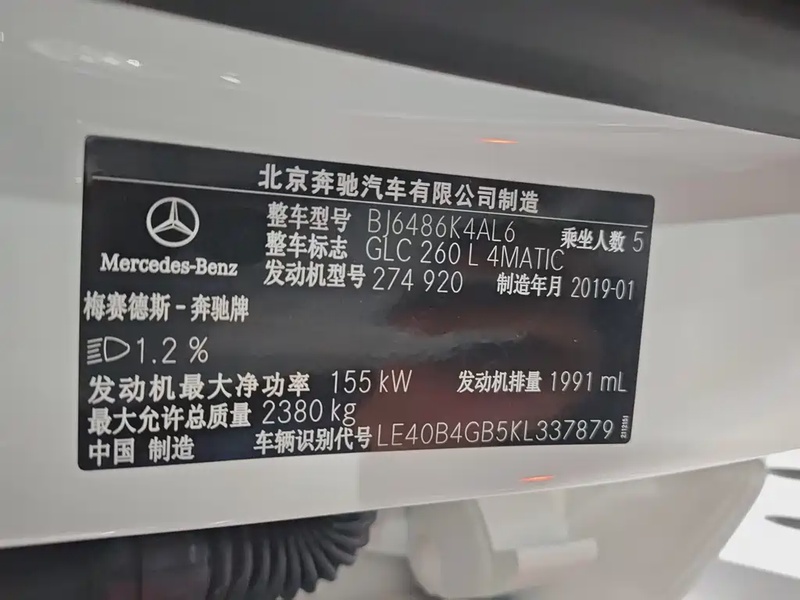 北京奔驰汽车有限公司制造
整车型号 BJ6486K4AL6 乘坐人数 5
整车标志 GLC 260 L 4MATIC
Mercedes-Benz
发动机型号 274 920 制造年月 2019-01
梅赛德斯-奔驰牌
1.2 %
发动机最大净功率 155 kW 发动机排量 1991 mL
最大允许总质量 2380 kg
中国 制造 车辆识别代号 LE40B4GB5KL337879